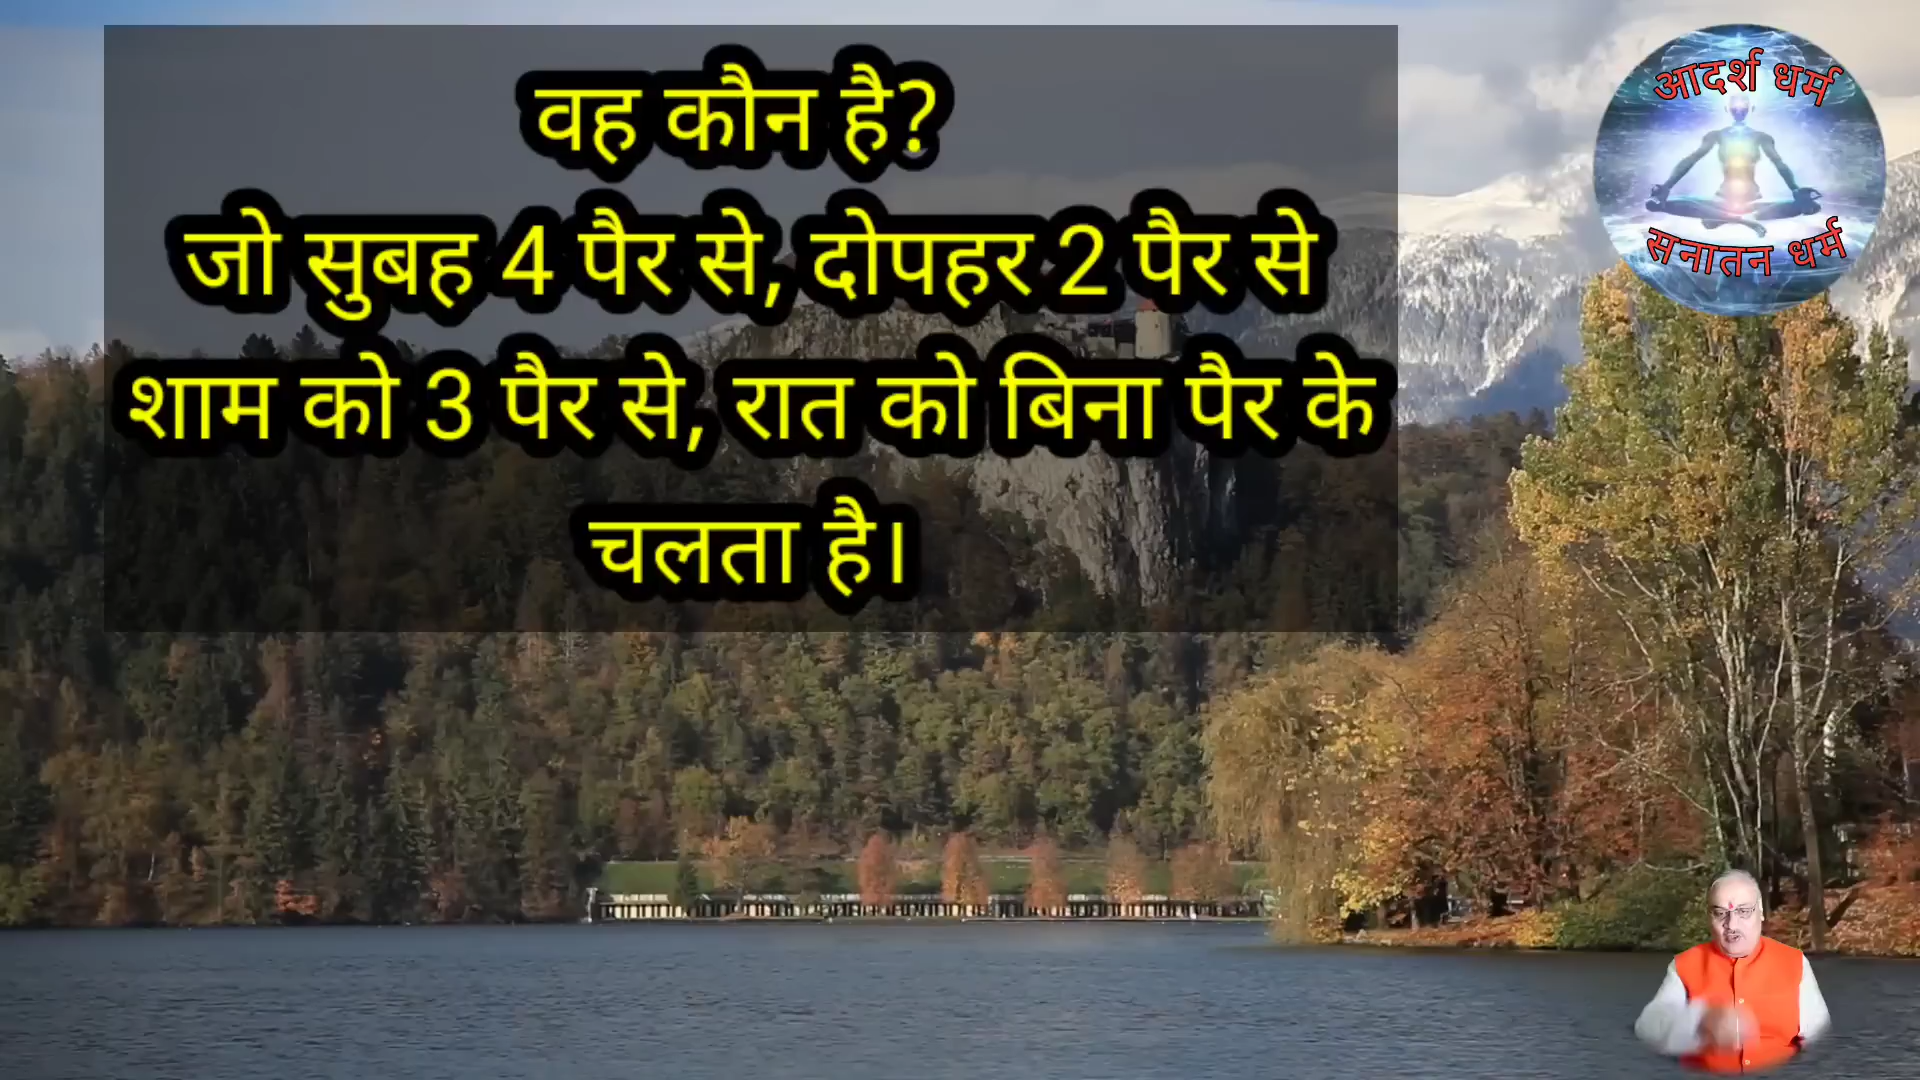 वह कौन है?
जो सुबह 4 पैर से, दोपहर 2 पैर से
शाम को 3 पैर से, रात को बिना पैर के
चलता है।
आदर्श धर्म
सनातन धर्म